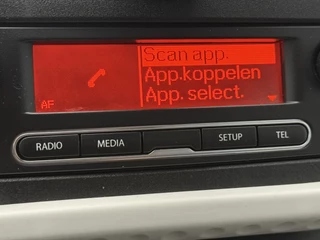 Scan app.
App.koppelen
App. select.
AF
RADIO
MEDIA
SETUP
TEL